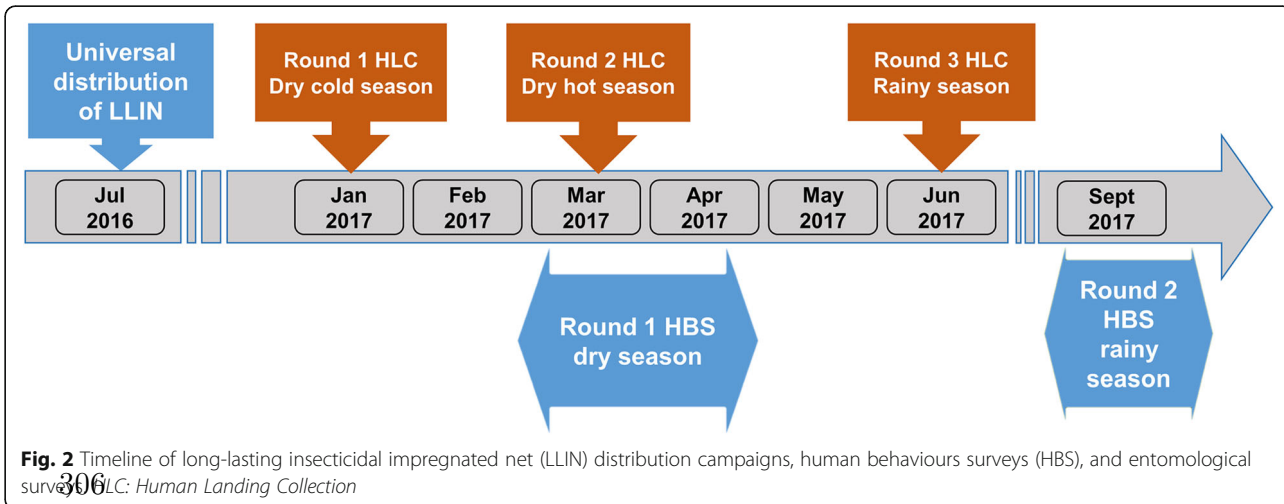 Universal
distribution
of LLIN
Round 1 HLC
Dry cold season
Round 2 HLC
Dry hot season
Round 3 HLC
Rainy season
Jul
2016
Jan
2017
Feb
2017
Mar
2017
Apr
2017
May
2017
Jun
2017
Sept
2017
Round 1 HBS
dry season
Round 2
HBS
rainy
season
Fig. 2 Timeline of long-lasting insecticidal impregnated net (LLIN) distribution campaigns, human behaviours surveys (HBS), and entomological
surveys. HLC: Human Landing Collection
306